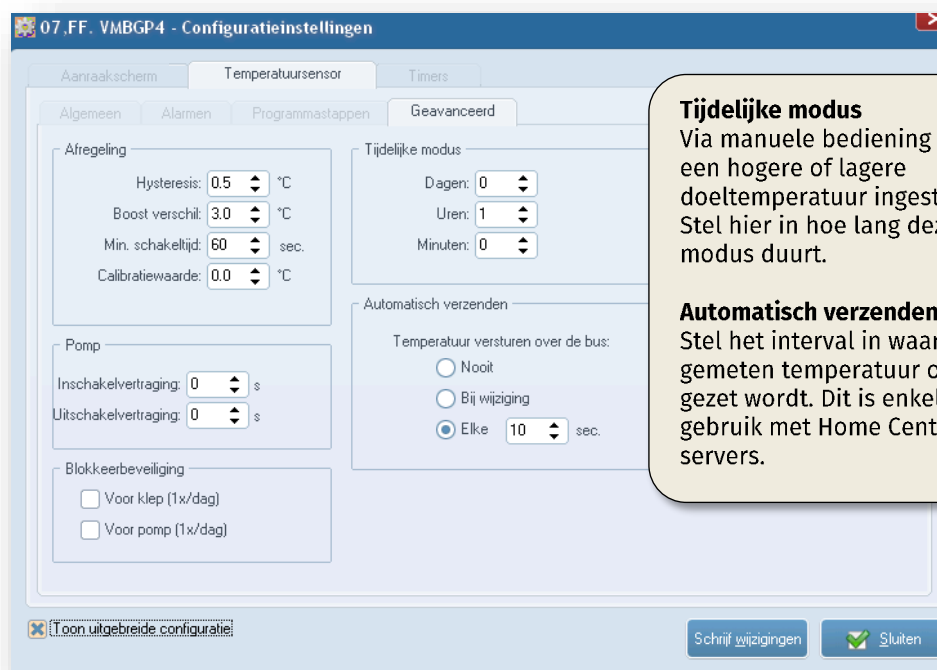 07,FF. VMBGP4 - Configuratieinstellingen
Aanraakscherm Temperatuursensor Timers
Algemeen Alarmen Programmastappen Geavanceerd
Afregeling
Hysteresis: 0.5 °C
Boost verschil: 3.0 °C
Min. schakeltijd: 60 sec.
Calibratiewaarde: 0.0 °C
Pomp
Inschakelvertraging: 0 s
Uitschakelvertraging: 0 s
Blokkeerbeveiliging
Voor klep (1x/dag)
Voor pomp (1x/dag)
Tijdelijke modus
Dagen: 0
Uren: 1
Minuten: 0
Automatisch verzenden
Temperatuur versturen over de bus:
Nooit
Bij wijziging
Elke 10 sec.
Tijdelijke modus
Via manuele bediening
een hogere of lagere
doeltemperatuur
Stel hier in hoe lang
modus duurt.
Automatisch verzenden
Stel het interval in
gemeten temperatuur
gezet wordt. Dit is enkel
gebruik met Home
servers.
Toon uitgebreide configuratie
Schrijf wijzigingen Sluiten